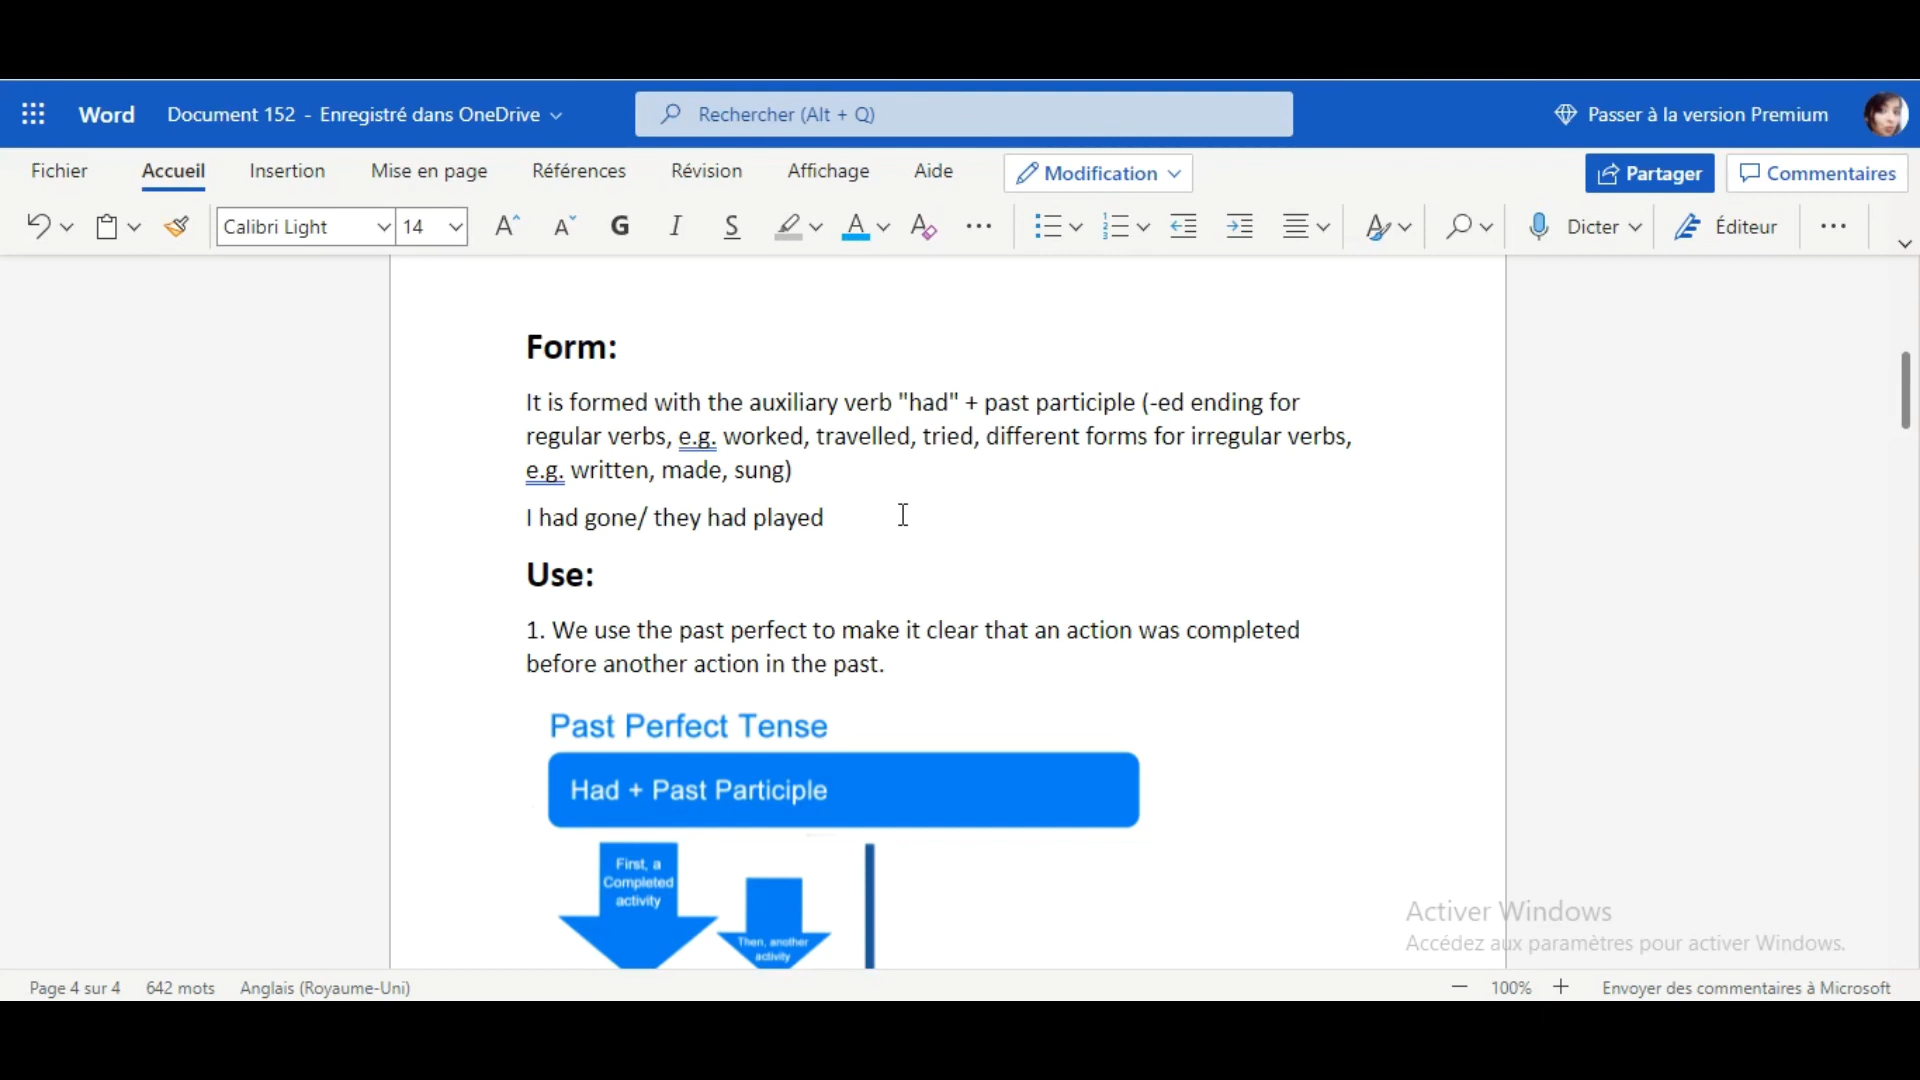 Word Document 152 - Enregistré dans OneDrive Rechercher (Alt + Q) Passer à la version Premium
Fichier Accueil Insertion Mise en page Références Révision Affichage Aide Modification Partager Commentaires
Calibri Light 14 G I S Dicter Éditeur
Form:
It is formed with the auxiliary verb "had" + past participle (-ed ending for
regular verbs, e.g. worked, travelled, tried, different forms for irregular verbs,
e.g. written, made, sung)
I had gone/ they had played
Use:
1. We use the past perfect to make it clear that an action was completed
before another action in the past.
Past Perfect Tense
Had + Past Participle
First, a
Completed
activity
Then, another
activity
Activer Windows
Accédez aux paramètres pour activer Windows.
Page 4 sur 4 642 mots Anglais (Royaume-Uni) 100% Envoyer des commentaires à Microsoft